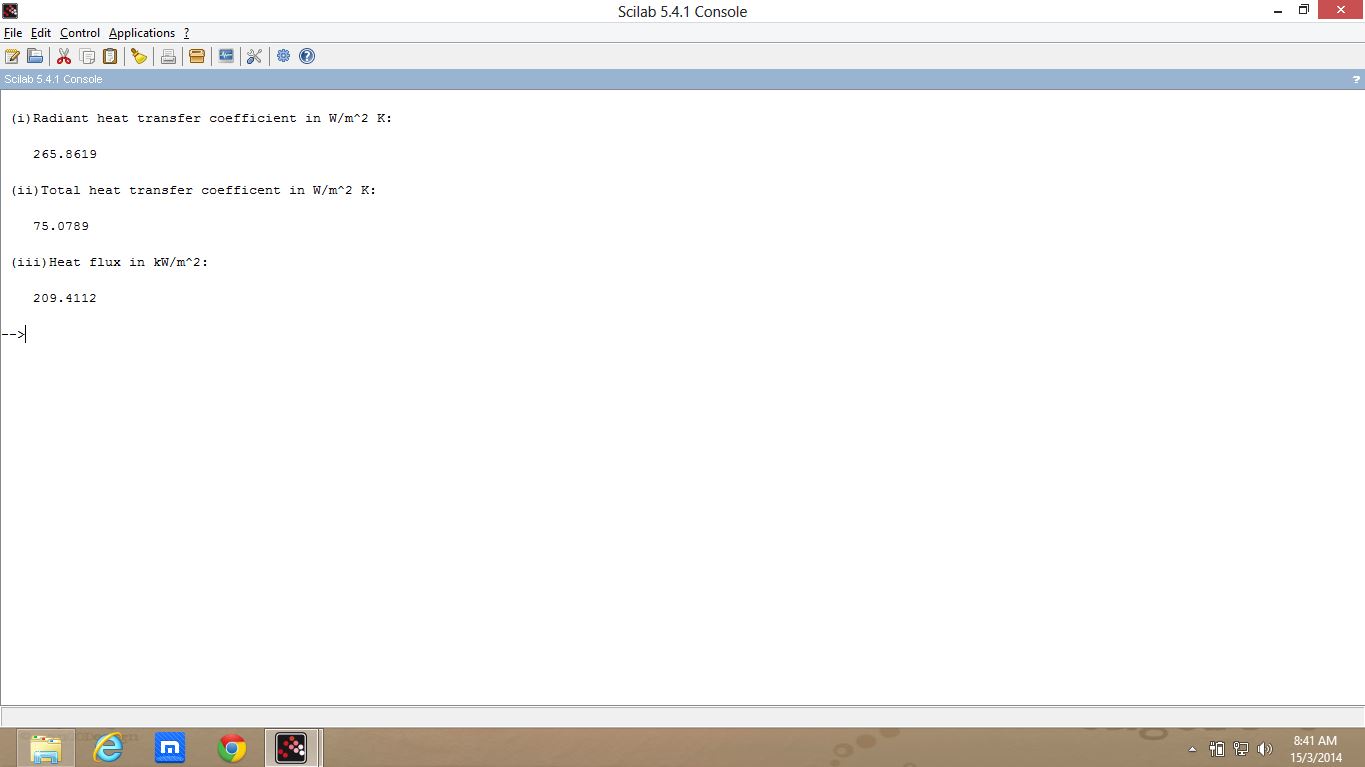 Scilab 5.4.1 Console
File Edit Control Applications ?
Scilab 5.4.1 Console ?
(i)Radiant heat transfer coefficient in W/m^2 K:
265.8619
(ii)Total heat transfer coefficent in W/m^2 K:
75.0789
(iii)Heat flux in kW/m^2:
209.4112
-->
8:41 AM
15/3/2014